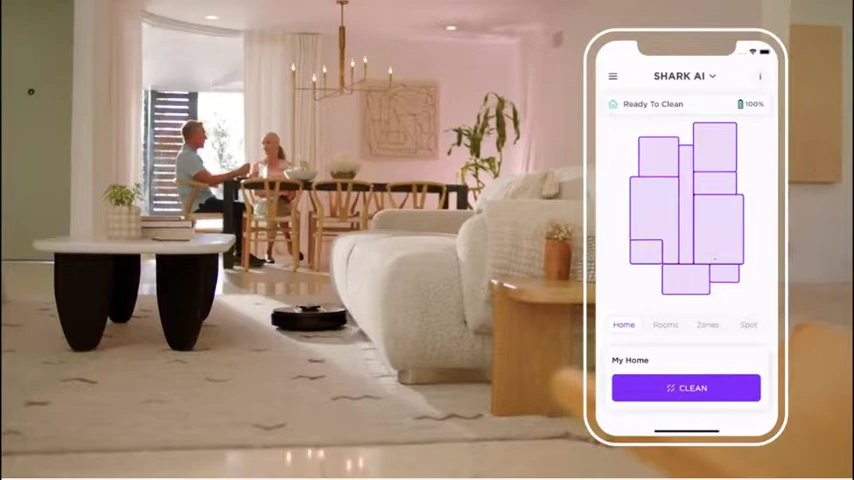 SHARK AI
Ready To Clean
100%
Home Rooms Zones Spot
My Home
CLEAN